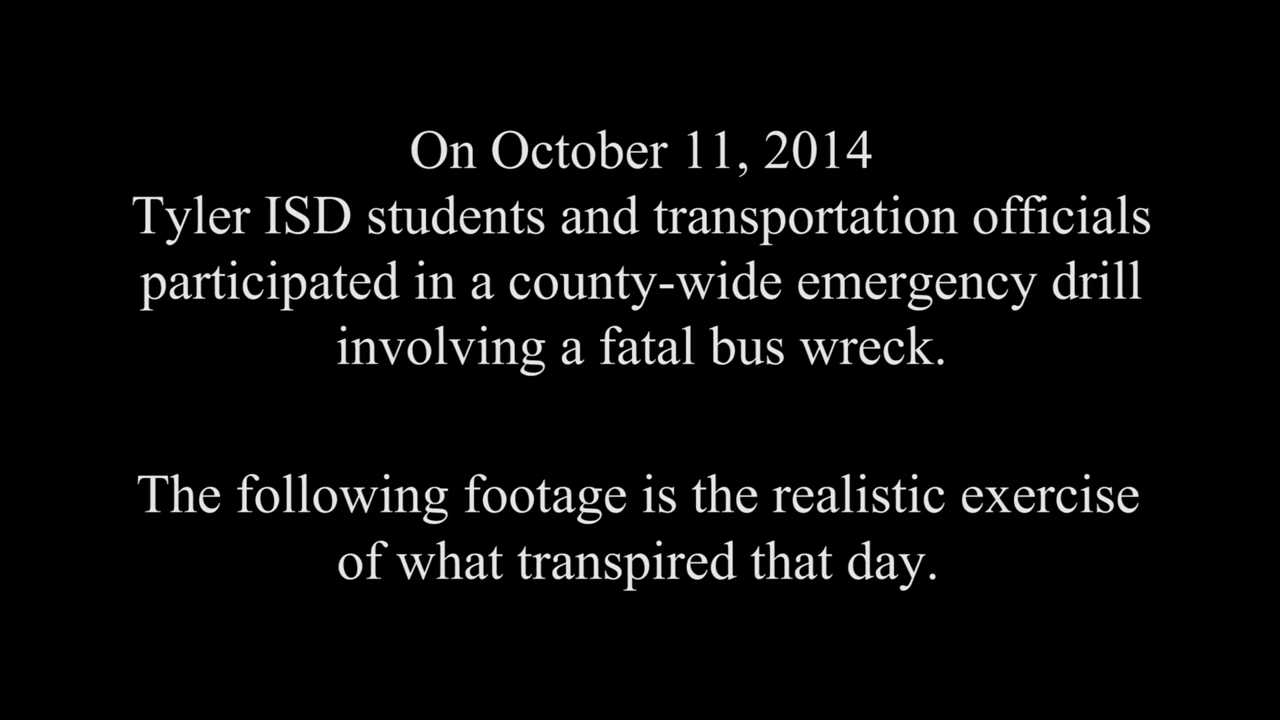 On October 11, 2014
Tyler ISD students and transportation officials
participated in a county-wide emergency drill
involving a fatal bus wreck.
The following footage is the realistic exercise
of what transpired that day.